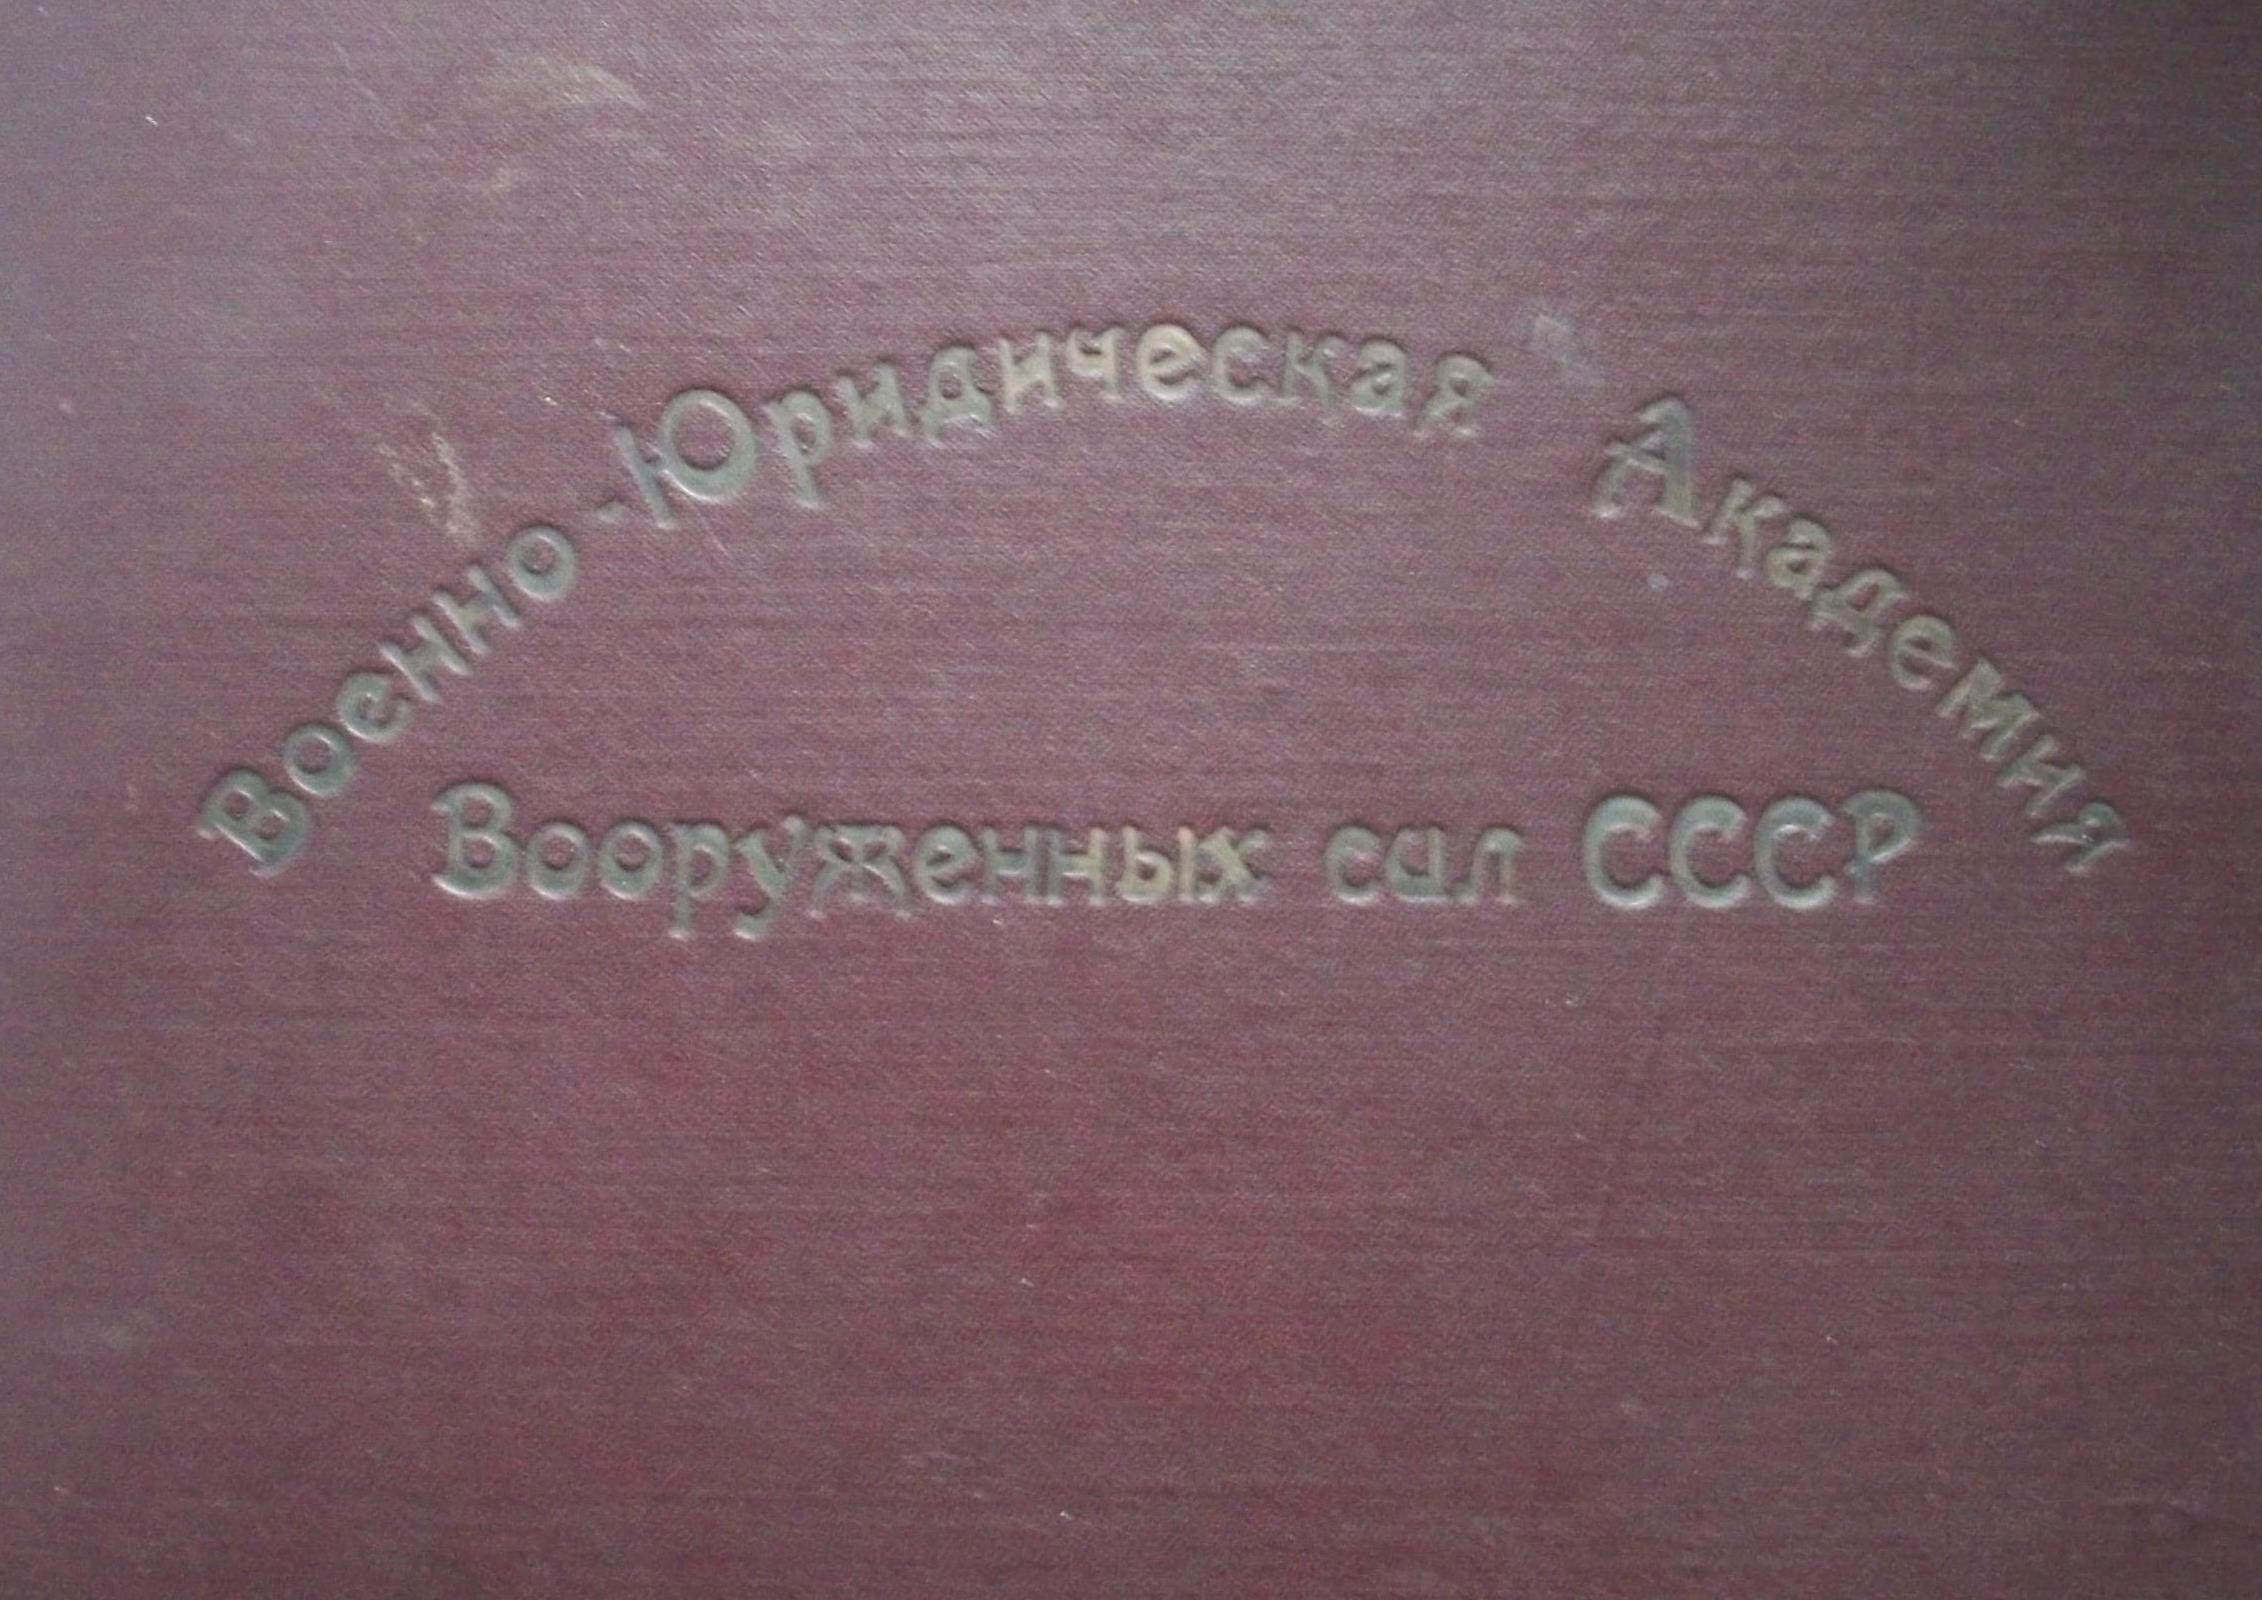 Военно-Юридическая Академия
Вооруженных сил СССР